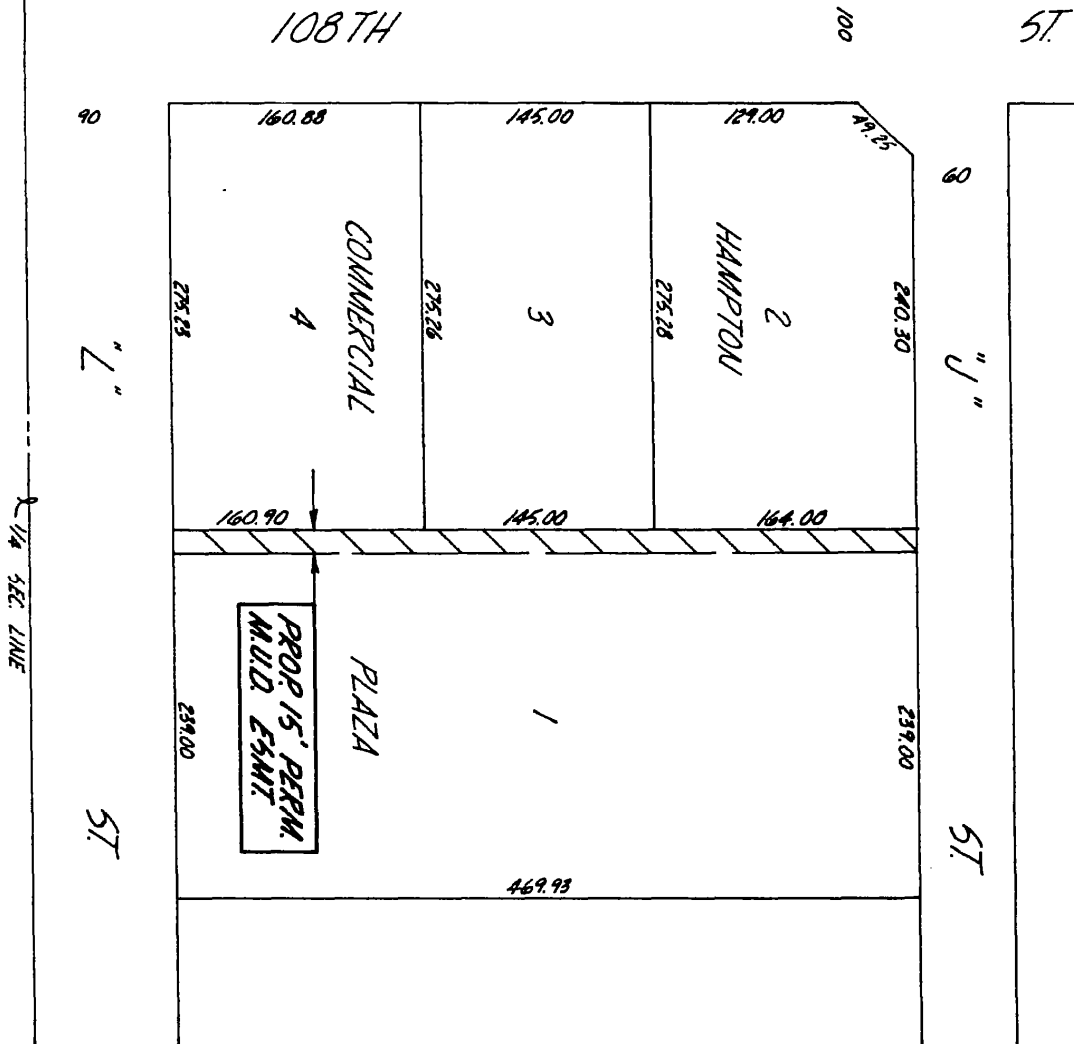 108TH
100
ST.
90
160.88
145.00
129.00
49.25
60
HAMPTON
COMMERCIAL
2
3
4
275.23
275.26
275.28
240.30
"L"
"J"
160.90
145.00
164.00
1/4 SEC. LINE
PROP. 15' PERM.
M.U.D. ESMT.
PLAZA
1
239.00
239.00
ST.
ST.
469.93